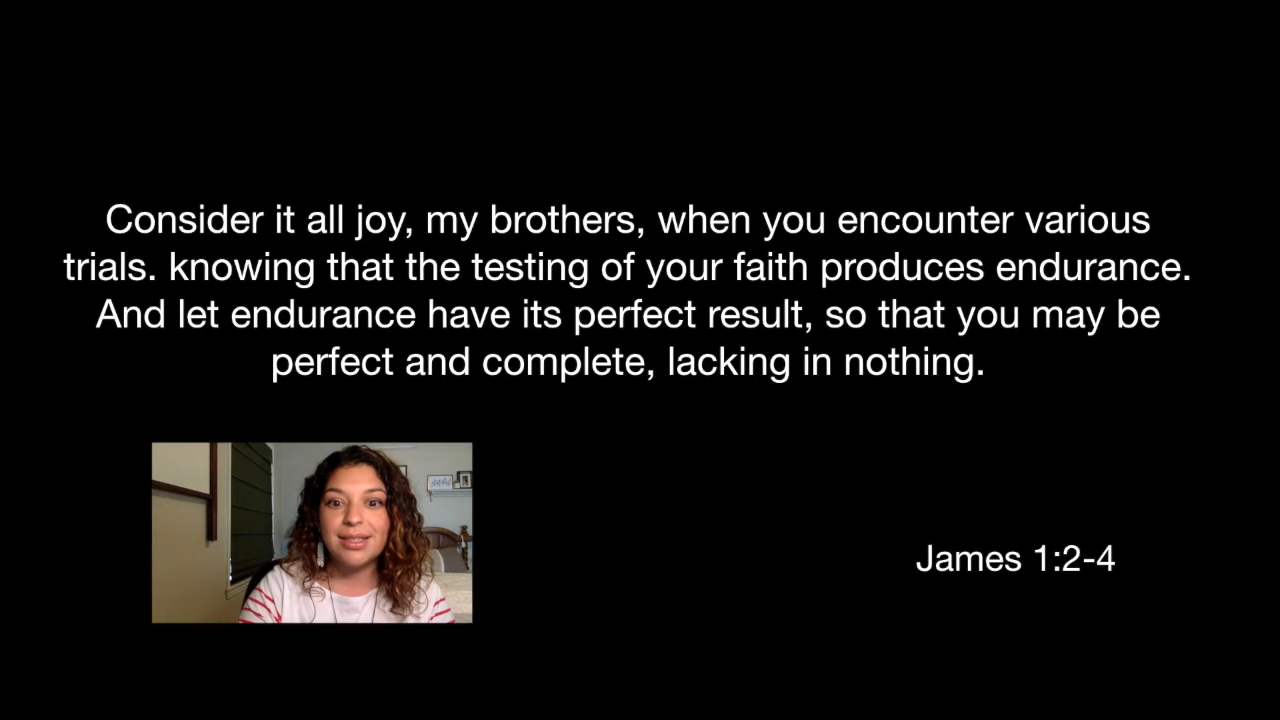 Consider it all joy, my brothers, when you encounter various
trials. knowing that the testing of your faith produces endurance.
And let endurance have its perfect result, so that you may be
perfect and complete, lacking in nothing.
James 1:2-4